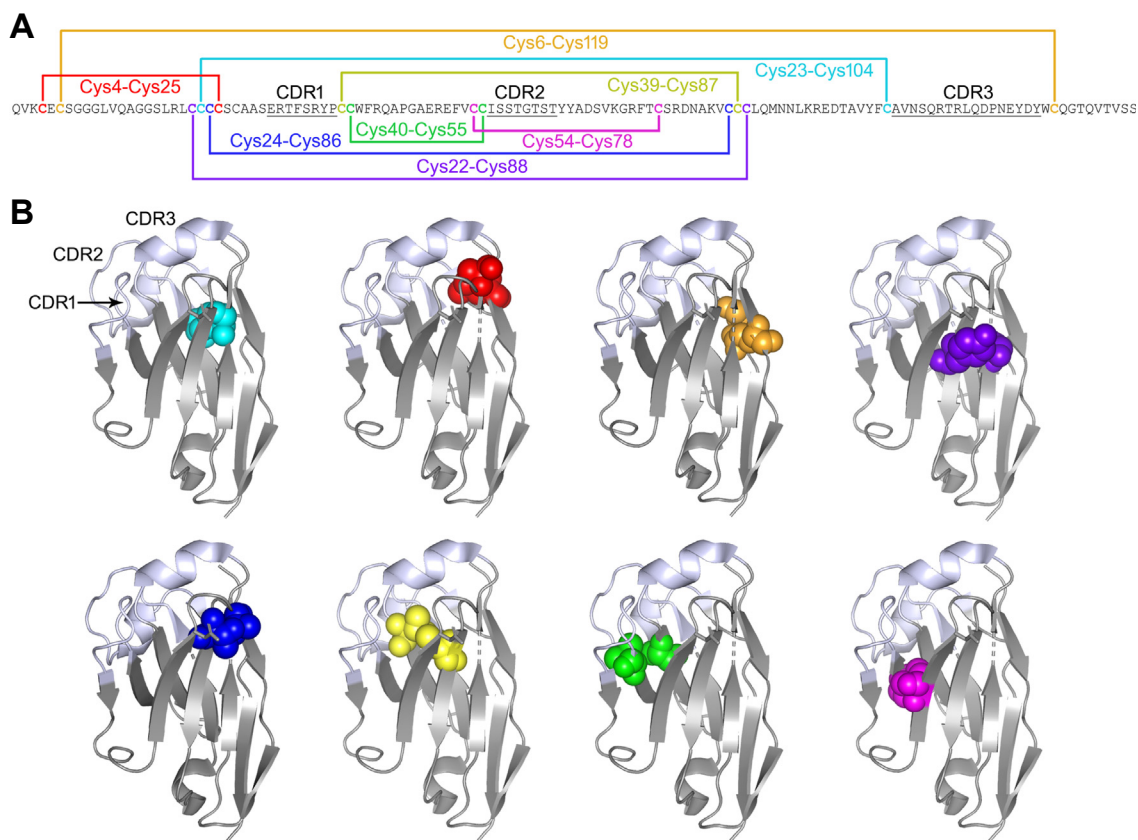 A
Cys6-Cys119
Cys23-Cys104
Cys4-Cys25 CDR1 CDR2 Cys39-Cys87 CDR3
QVKCECSGGGLVQAGGSLRLCCCCSCAASERTFSRYPCCWFRQAPGAEREFVCCISSTGTSTYYADSVKGRFTCSRDNAKVCCCLQMNNLKREDTAVYFCAVNSQRTRLQDPNEYDYWCQGTQVTVSS
Cys40-Cys55 Cys54-Cys78
Cys24-Cys86
Cys22-Cys88
B
CDR3
CDR2
CDR1